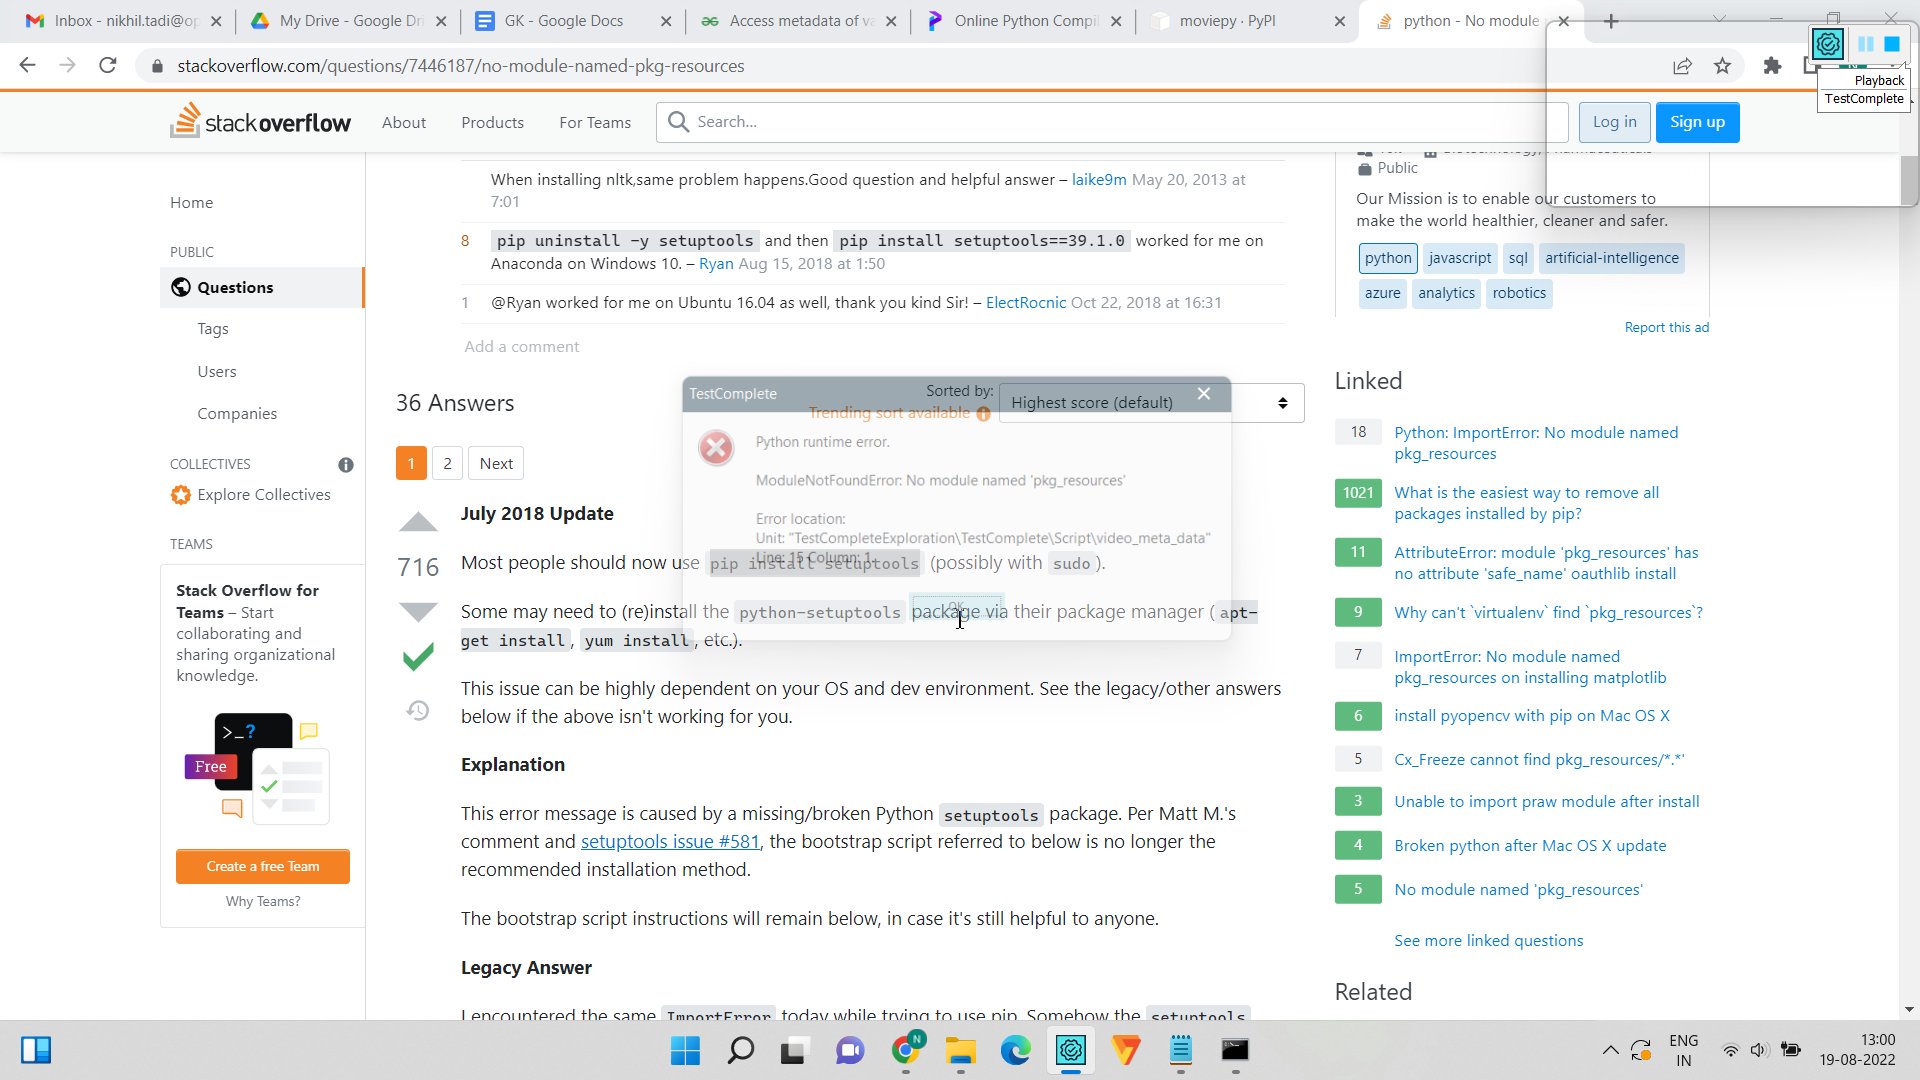 Inbox - nikhil.tadi@o
My Drive - Google Dri
GK - Google Docs
Access metadata of va
Online Python Compil
moviepy · PyPI
python - No module
stackoverflow.com/questions/7446187/no-module-named-pkg-resources
Playback
TestComplete
stackoverflow
About
Products
For Teams
Search...
Log in
Sign up
Home
PUBLIC
Questions
Tags
Users
Companies
COLLECTIVES
Explore Collectives
TEAMS
Stack Overflow for
Teams – Start
collaborating and
sharing organizational
knowledge.
>_?
Free
Create a free Team
Why Teams?
When installing nltk,same problem happens.Good question and helpful answer – laike9m May 20, 2013 at
7:01
8 pip uninstall -y setuptools and then pip install setuptools==39.1.0 worked for me on
Anaconda on Windows 10. – Ryan Aug 15, 2018 at 1:50
1 @Ryan worked for me on Ubuntu 16.04 as well, thank you kind Sir! – ElectRocnic Oct 22, 2018 at 16:31
Add a comment
36 Answers
Sorted by:
Highest score (default)
Trending sort available
1 2 Next
TestComplete
Python runtime error.
ModuleNotFoundError: No module named 'pkg_resources'
Error location:
Unit: "TestCompleteExploration\TestComplete\Script\video_meta_data"
Line: 15 Column: 1
OK
716
July 2018 Update
Most people should now use pip install setuptools (possibly with sudo ).
Some may need to (re)install the python-setuptools package via their package manager ( apt-
get install , yum install , etc.).
This issue can be highly dependent on your OS and dev environment. See the legacy/other answers
below if the above isn't working for you.
Explanation
This error message is caused by a missing/broken Python setuptools package. Per Matt M.'s
comment and setuptools issue #581, the bootstrap script referred to below is no longer the
recommended installation method.
The bootstrap script instructions will remain below, in case it's still helpful to anyone.
Legacy Answer
I encountered the same ImportError today while trying to use pip. Somehow the setuptools
Public
Our Mission is to enable our customers to
make the world healthier, cleaner and safer.
python javascript sql artificial-intelligence
azure analytics robotics
Report this ad
Linked
18 Python: ImportError: No module named
pkg_resources
1021 What is the easiest way to remove all
packages installed by pip?
11 AttributeError: module 'pkg_resources' has
no attribute 'safe_name' oauthlib install
9 Why can't `virtualenv` find `pkg_resources`?
7 ImportError: No module named
pkg_resources on installing matplotlib
6 install pyopencv with pip on Mac OS X
5 Cx_Freeze cannot find pkg_resources/*.*'
3 Unable to import praw module after install
4 Broken python after Mac OS X update
5 No module named 'pkg_resources'
See more linked questions
Related
N
ENG
IN
13:00
19-08-2022